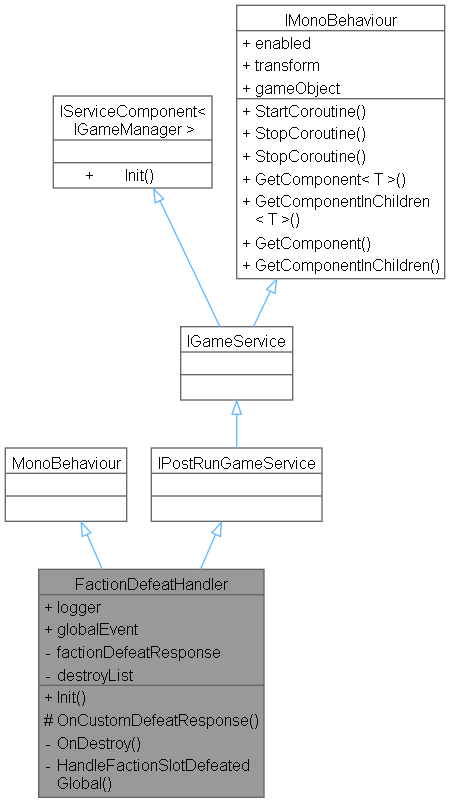 IMonoBehaviour
+ enabled
+ transform
+ gameObject
+ StartCoroutine()
+ StopCoroutine()
+ StopCoroutine()
+ GetComponent< T >()
+ GetComponentInChildren
< T >()
+ GetComponent()
+ GetComponentInChildren()
IServiceComponent<
IGameManager >
+ Init()
IGameService
MonoBehaviour
IPostRunGameService
FactionDefeatHandler
+ logger
+ globalEvent
- factionDefeatResponse
- destroyList
+ Init()
# OnCustomDefeatResponse()
- OnDestroy()
- HandleFactionSlotDefeated
Global()